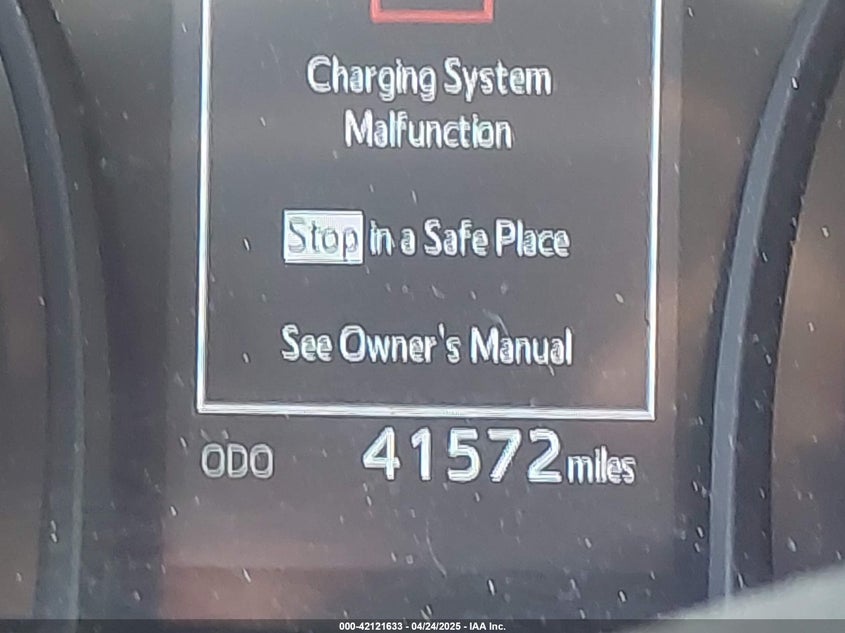 Charging System
Malfunction
Stop in a Safe Place
See Owner's Manual
ODO 41572 miles
000-42121633 - 04/24/2025 - IAA Inc.